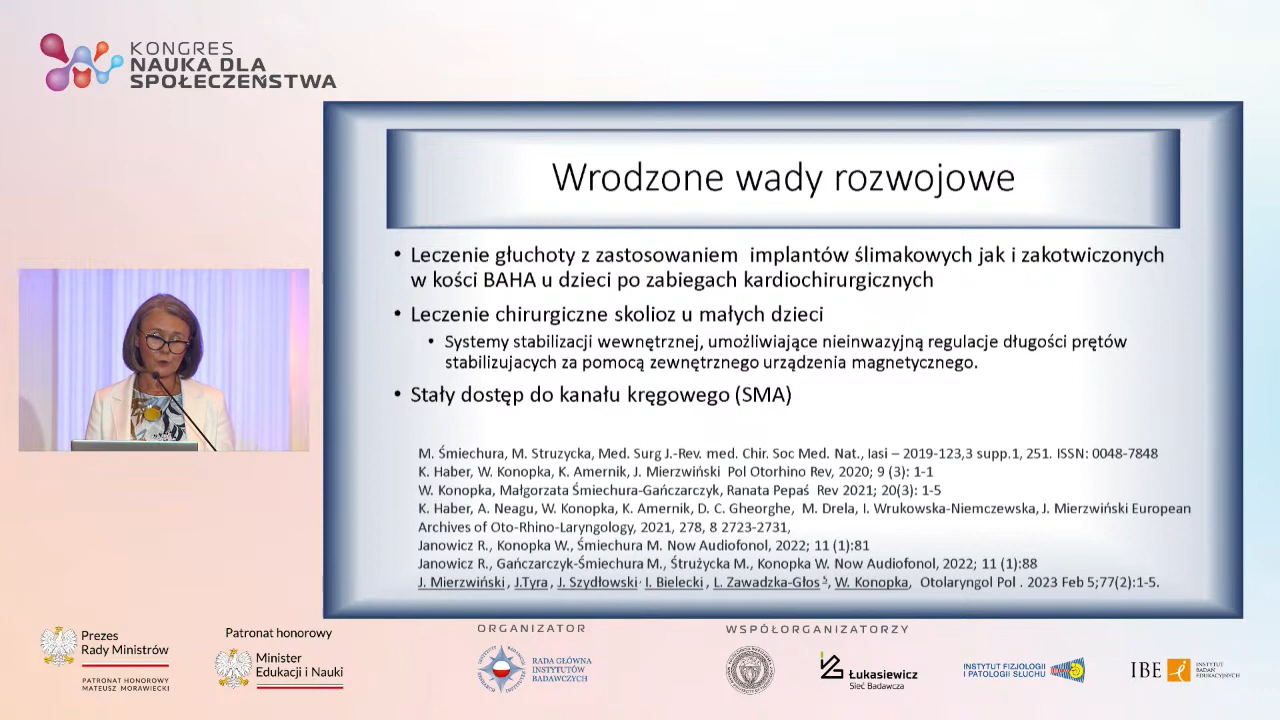 KONGRES
NAUKA DLA
SPOŁECZEŃSTWA
Wrodzone wady rozwojowe
• Leczenie głuchoty z zastosowaniem implantów ślimakowych jak i zakotwiczonych
w kości BAHA u dzieci po zabiegach kardiochirurgicznych
• Leczenie chirurgiczne skolioz u małych dzieci
• Systemy stabilizacji wewnętrznej, umożliwiające nieinwazyjną regulacje długości prętów
stabilizujacych za pomocą zewnętrznego urządzenia magnetycznego.
• Stały dostęp do kanału kręgowego (SMA)
M. Śmiechura, M. Struzycka, Med. Surg J.-Rev. med. Chir. Soc Med. Nat., Iasi – 2019-123,3 supp.1, 251. ISSN: 0048-7848
K. Haber, W. Konopka, K. Amernik, J. Mierzwiński Pol Otorhino Rev, 2020; 9 (3): 1-1
W. Konopka, Małgorzata Śmiechura-Gańczarczyk, Ranata Pepaś Rev 2021; 20(3): 1-5
K. Haber, A. Neagu, W. Konopka, K. Amernik, D. C. Gheorghe, M. Drela, I. Wrukowska-Niemczewska, J. Mierzwiński European
Archives of Oto-Rhino-Laryngology, 2021, 278, 8 2723-2731,
Janowicz R., Konopka W., Śmiechura M. Now Audiofonol, 2022; 11 (1):81
Janowicz R., Gańczarczyk-Śmiechura M., Śtrużycka M., Konopka W. Now Audiofonol, 2022; 11 (1):88
J. Mierzwiński, J.Tyra, J. Szydłowski, I. Bielecki, L. Zawadzka-Głos 5, W. Konopka, Otolaryngol Pol . 2023 Feb 5;77(2):1-5.
Prezes
Rady Ministrów
PATRONAT HONOROWY
MATEUSZ MORAWIECKI
Patronat honorowy
Minister
Edukacji i Nauki
ORGANIZATOR
RADA GŁÓWNA
INSTYTUTÓW
BADAWCZYCH
WSPÓŁORGANIZATORZY
Łukasiewicz
Sieć Badawcza
INSTYTUT FIZJOLOGII
I PATOLOGII SŁUCHU
IBE
INSTYTUT
BADAŃ
EDUKACYJNYCH